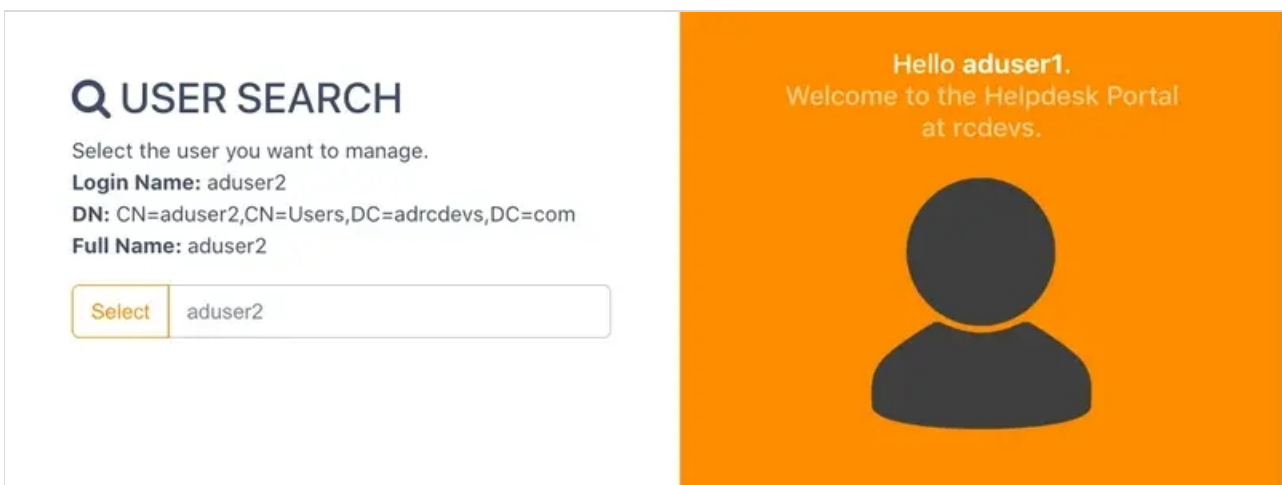 USER SEARCH
Select the user you want to manage.
Login Name: aduser2
DN: CN=aduser2,CN=Users,DC=adrcdevs,DC=com
Full Name: aduser2
Select aduser2
Hello aduser1.
Welcome to the Helpdesk Portal
at rcdevs.